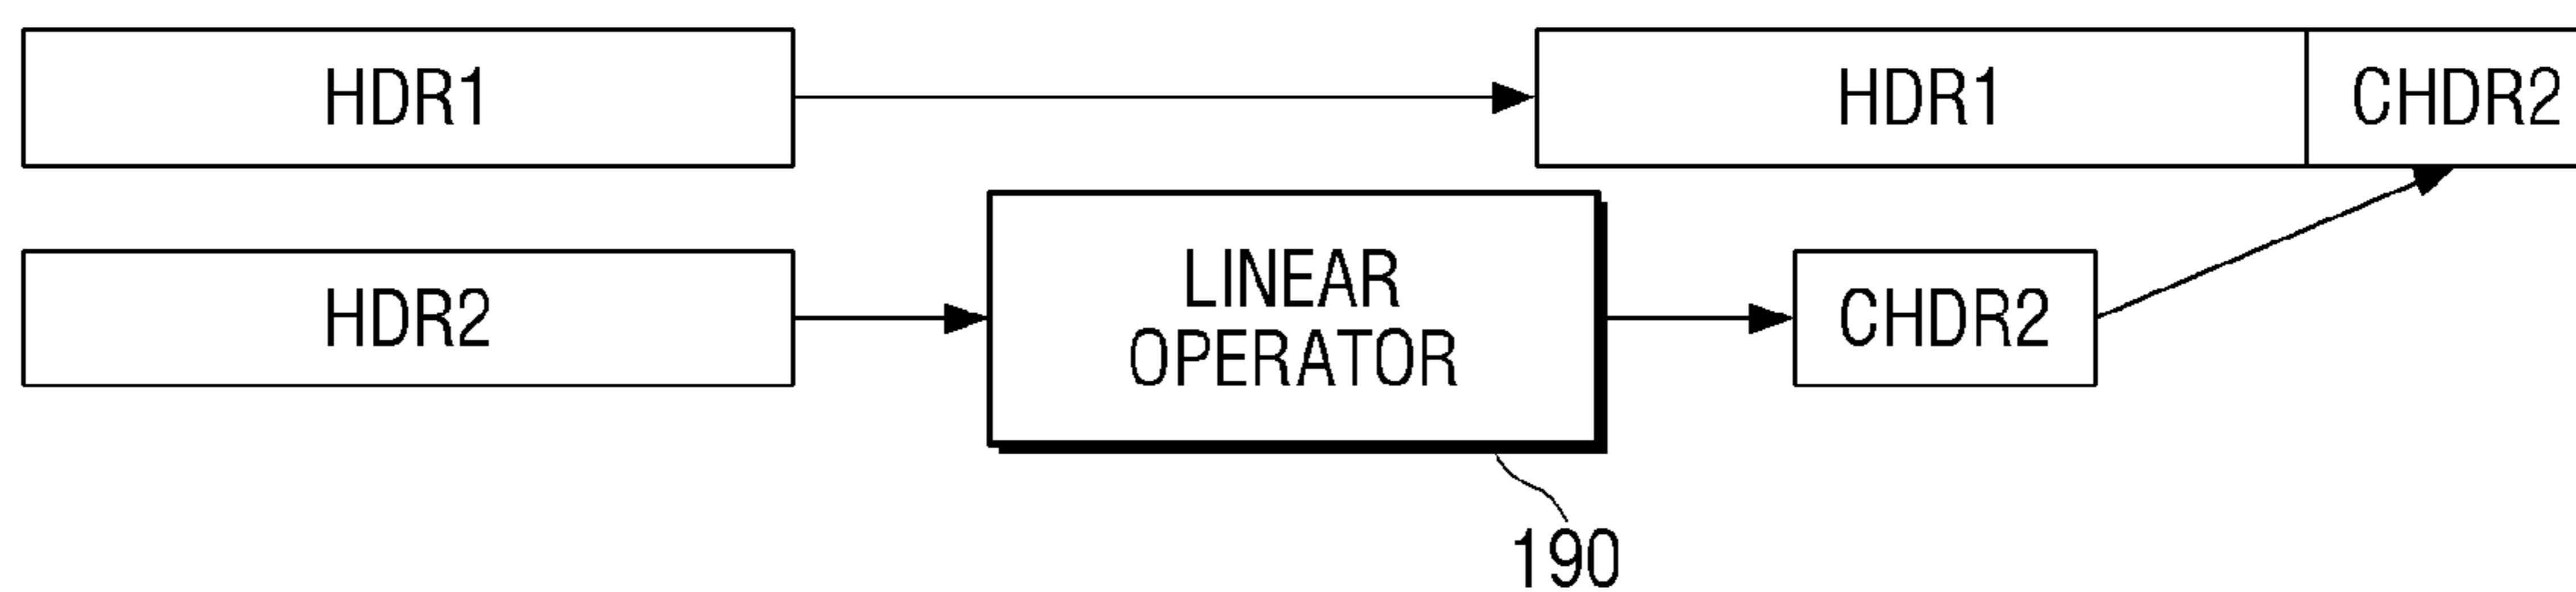 HDR1
HDR1 CHDR2
HDR2
LINEAR
OPERATOR
CHDR2
190